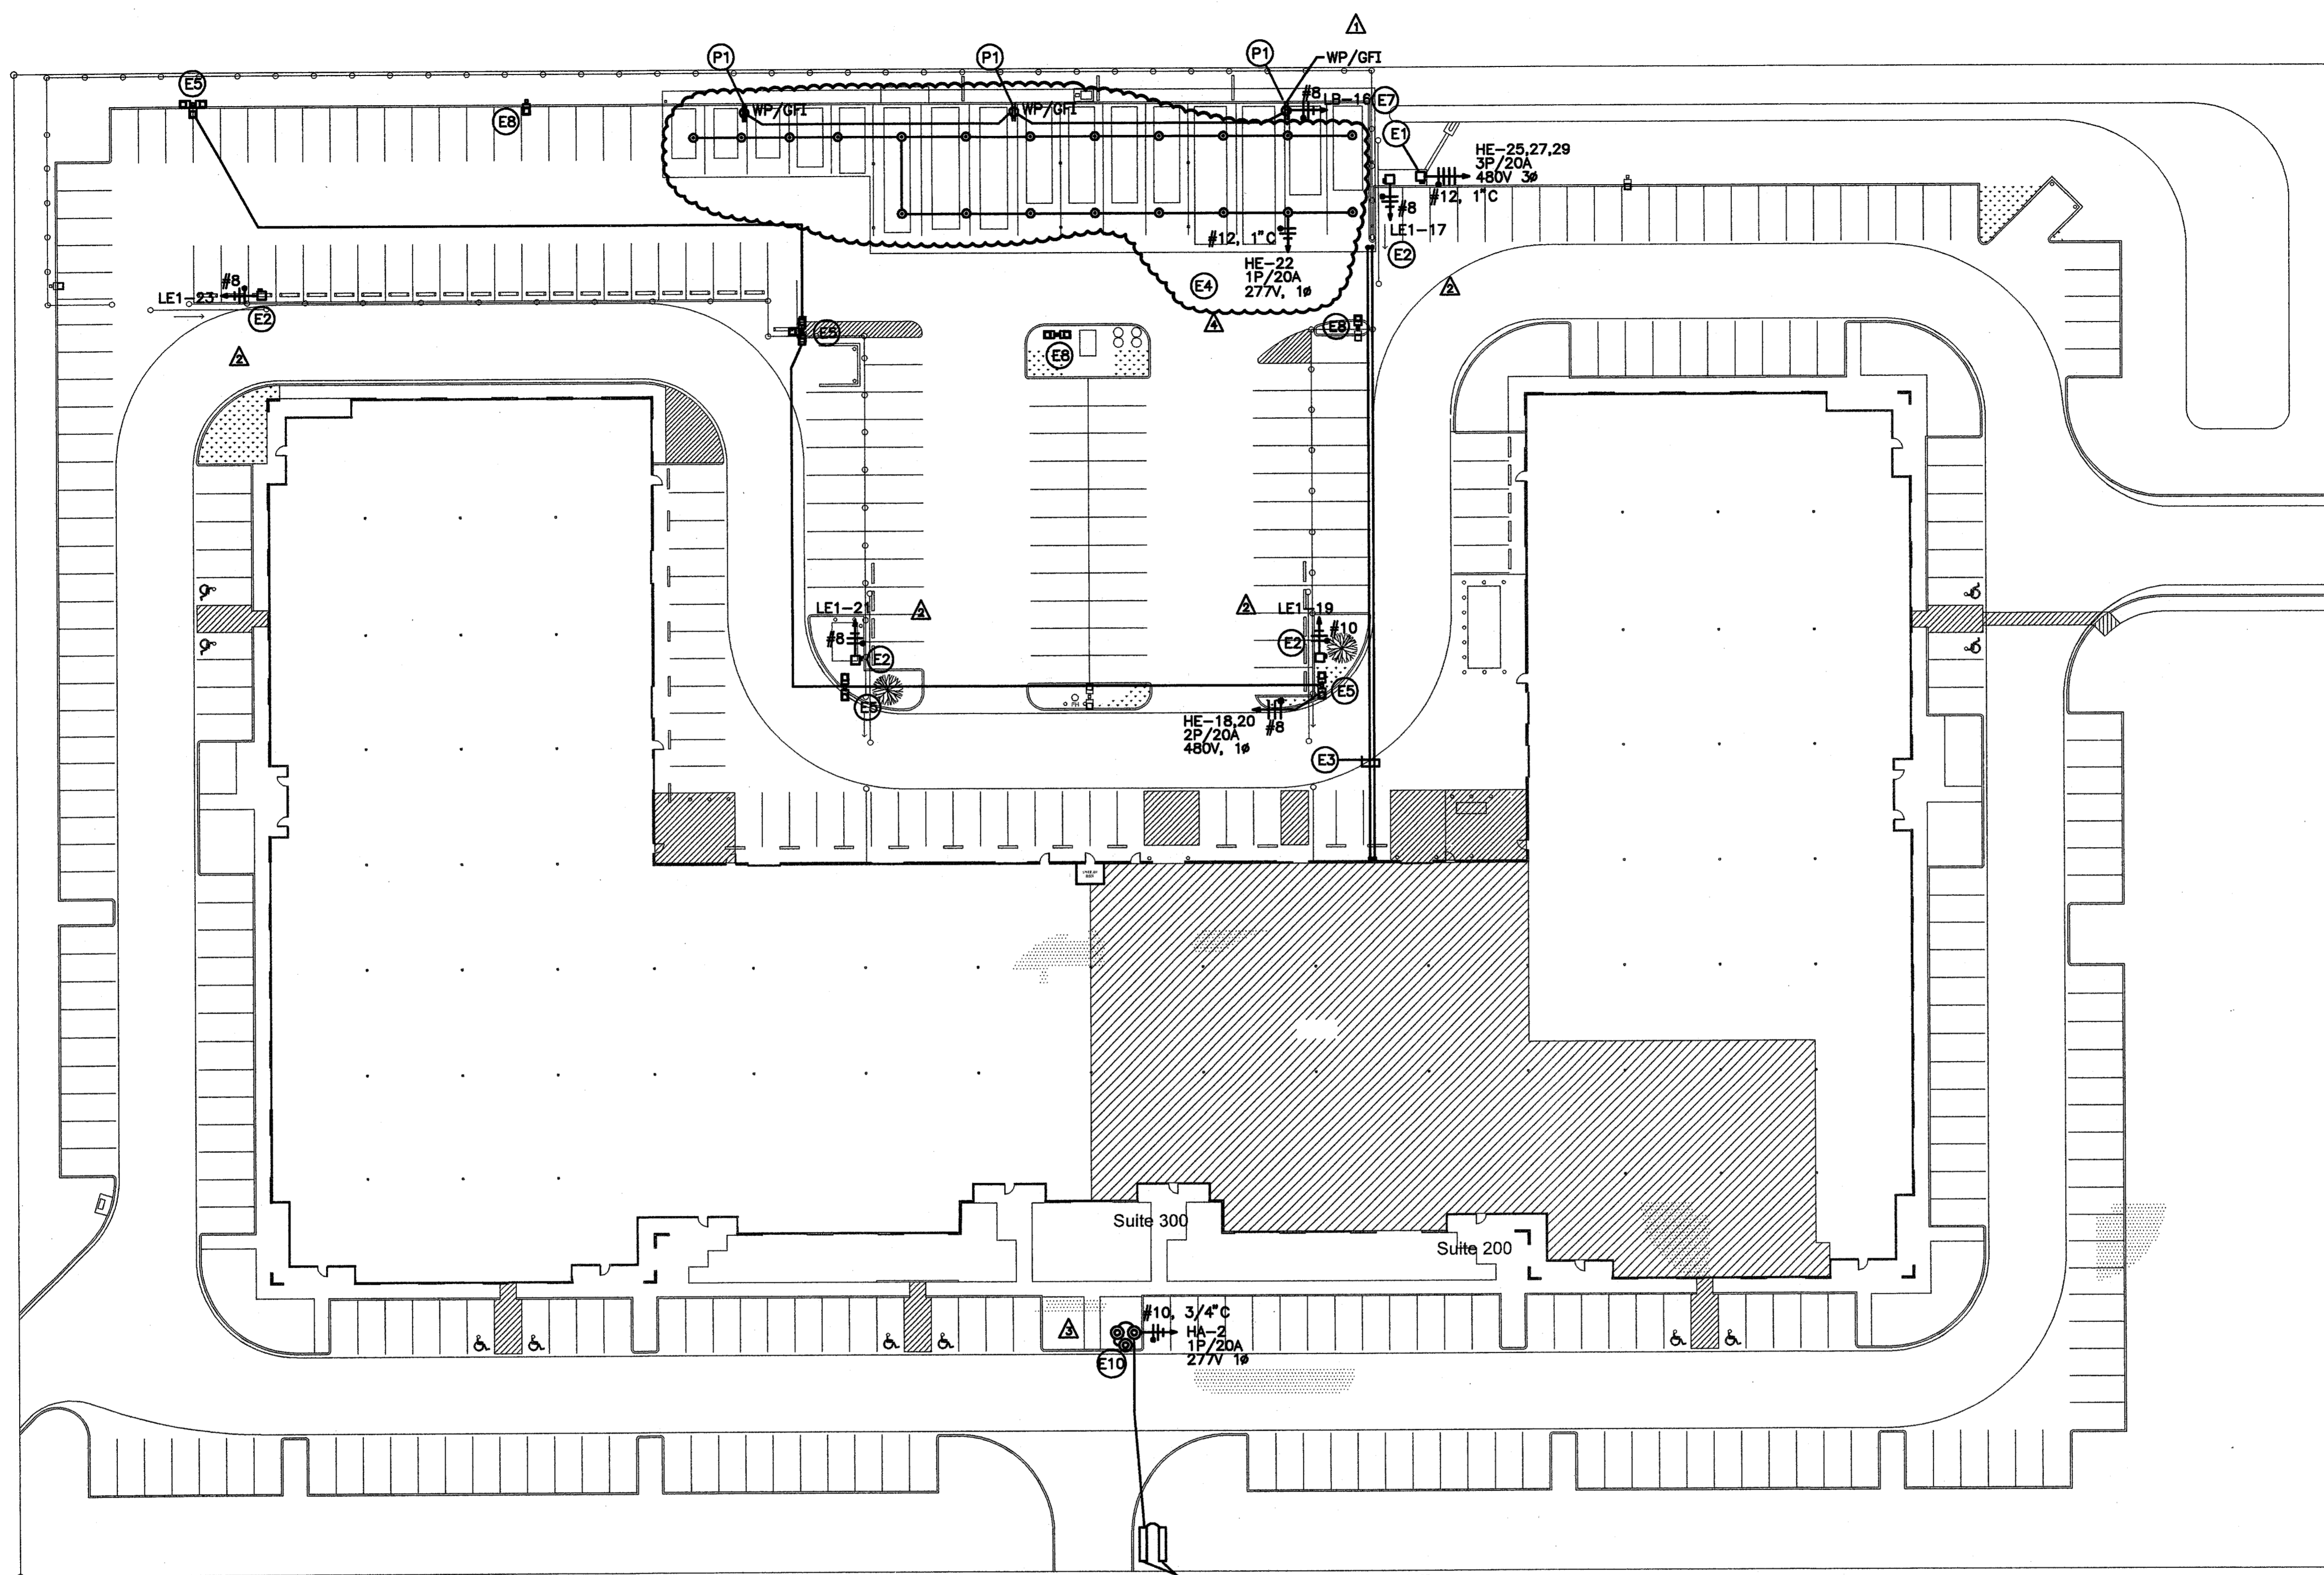 1
P1
P1
P1
WP/GFI
E5
E8
WP/GFI
WP/GFI
#8
LB-16
E7
E1
HE-25,27,29
3P/20A
480V 3ø
#12, 1"C
#8
LE1-17
E2
#12, 1"C
HE-22
1P/20A
277V, 1ø
E4
4
2
#8
LE1-23
E2
2
E5
E8
E8
LE1-21
2
#8
E2
2
LE1-19
#10
E2
E5
E5
FH
HE-18,20
2P/20A
480V, 1ø
#8
E3
Suite 300
Suite 200
3
#10, 3/4"C
HA-2
1P/20A
277V 1ø
E10